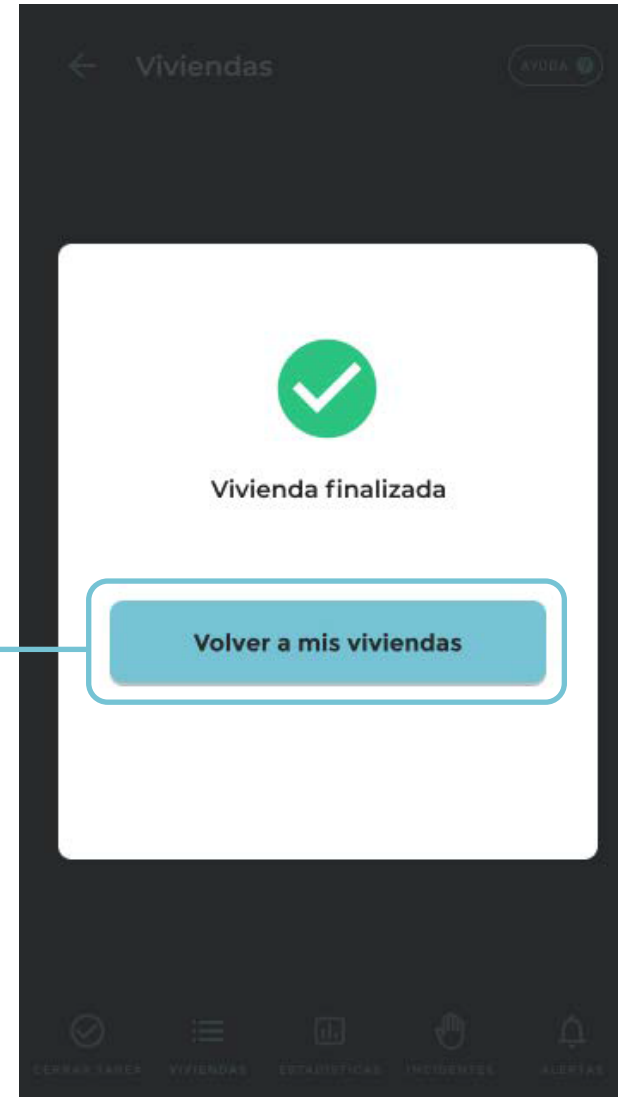 Viviendas
AYUDA ?
Vivienda finalizada
Volver a mis viviendas
CERRAR TAREA VIVIENDAS ESTADÍSTICAS INCIDENTES ALERTAS